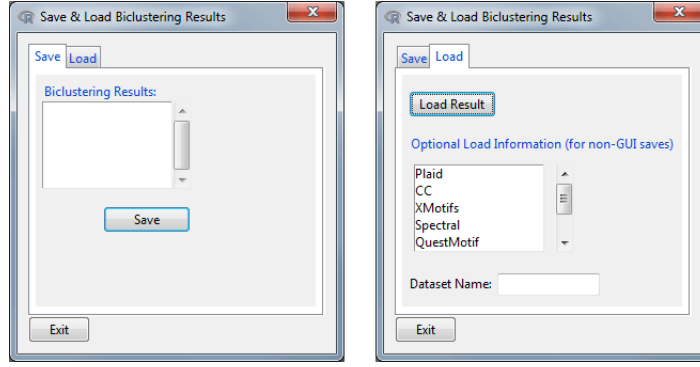 Save & Load Biclustering Results
Save Load
Biclustering Results:
Save
Exit
Save & Load Biclustering Results
Save Load
Load Result
Optional Load Information (for non-GUI saves)
Plaid
CC
XMotifs
Spectral
QuestMotif
Dataset Name:
Exit